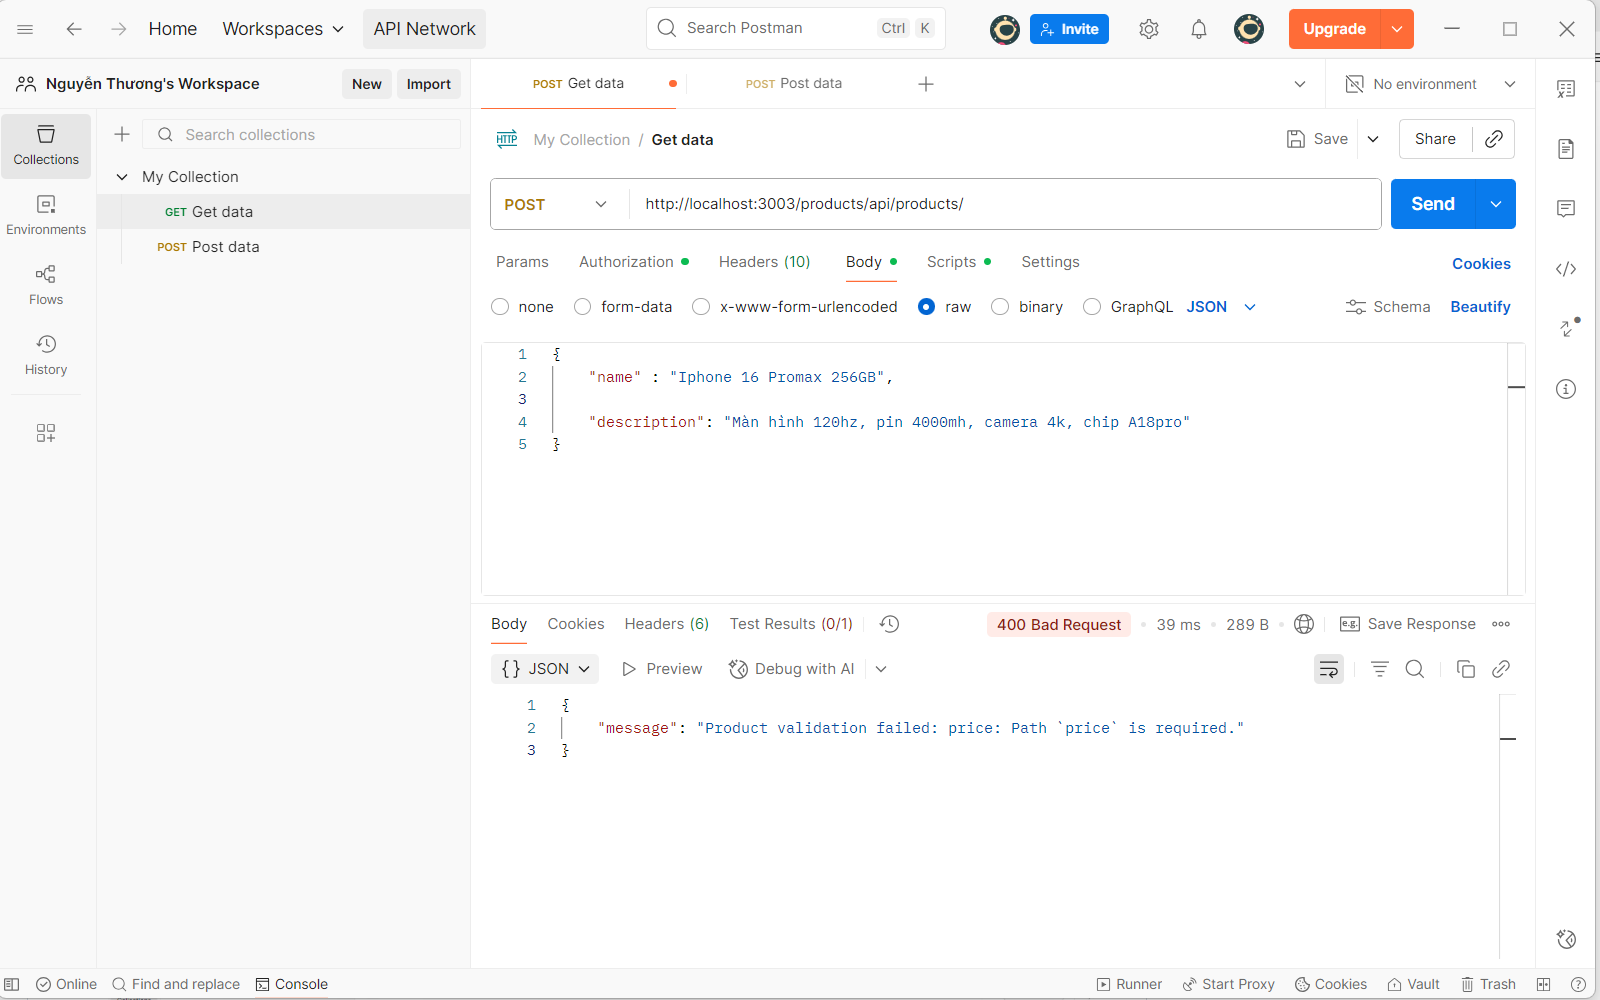 Home Workspaces API Network Search Postman Ctrl K Invite Upgrade
Nguyễn Thương's Workspace New Import POST Get data POST Post data No environment
Collections
Environments
Flows
History
Search collections
My Collection
GET Get data
POST Post data
HTTP My Collection / Get data Save Share
POST http://localhost:3003/products/api/products/ Send
Params Authorization Headers (10) Body Scripts Settings Cookies
none form-data x-www-form-urlencoded raw binary GraphQL JSON Schema Beautify
1 {
2 "name" : "Iphone 16 Promax 256GB",
3
4 "description": "Màn hình 120hz, pin 4000mh, camera 4k, chip A18pro"
5 }
Body Cookies Headers (6) Test Results (0/1) 400 Bad Request 39 ms 289 B e.g. Save Response
{} JSON Preview Debug with AI
1 {
2 "message": "Product validation failed: price: Path `price` is required."
3 }
Online Find and replace Console Runner Start Proxy Cookies Vault Trash